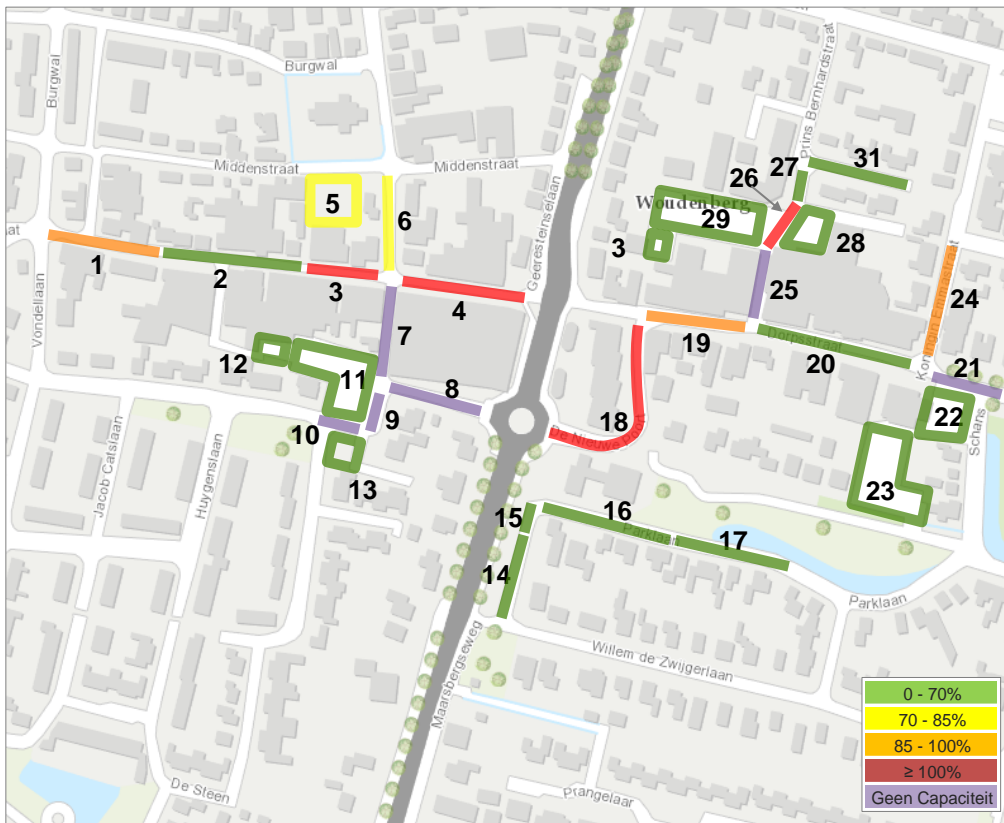 Burgwal
Burgwal
Prins Bernhardstraat
Middenstraat
Middenstraat
Geeresteinselaan
27
31
26
5
6
Woudenberg
29
28
3
1
2
3
4
25
24
Koningin Emmastraat
Vondellaan
7
19
Dorpsstraat
20
21
12
11
8
22
Schans
9
10
18
De Nieuwe Poort
13
Jacob Catslaan
Huygenslaan
23
16
15
Parklaan
17
14
Parklaan
Willem de Zwijgerlaan
Maarsbergseweg
De Steen
Prangelaar
0 - 70%
70 - 85%
85 - 100%
≥ 100%
Geen Capaciteit